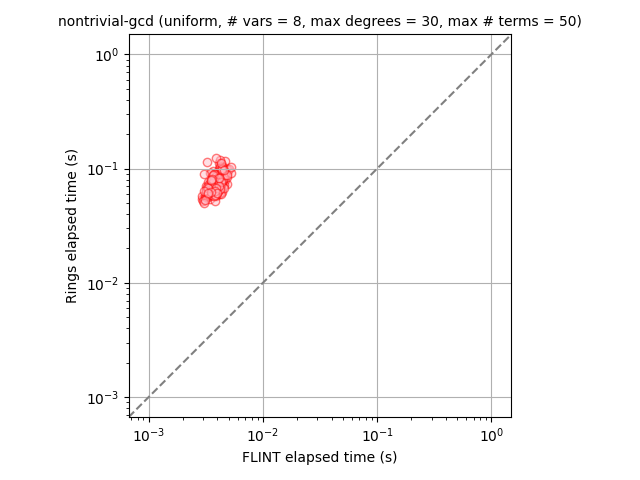 nontrivial-gcd (uniform, # vars = 8, max degrees = 30, max # terms = 50)
10⁰
10⁻¹
10⁻²
10⁻³
Rings elapsed time (s)
10⁻³ 10⁻² 10⁻¹ 10⁰
FLINT elapsed time (s)